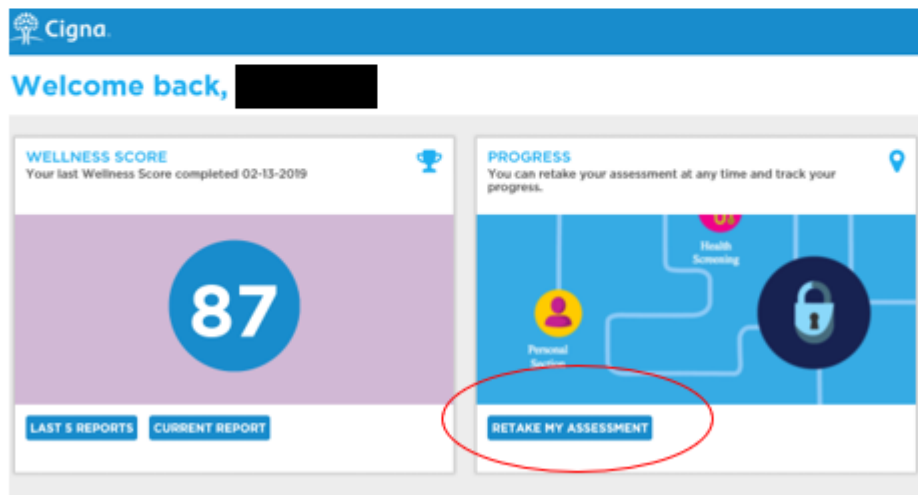 Cigna.
Welcome back,
WELLNESS SCORE
Your last Wellness Score completed 02-13-2019
87
LAST 5 REPORTS
CURRENT REPORT
PROGRESS
You can retake your assessment at any time and track your
progress.
Health
Screening
Personal
Section
RETAKE MY ASSESSMENT